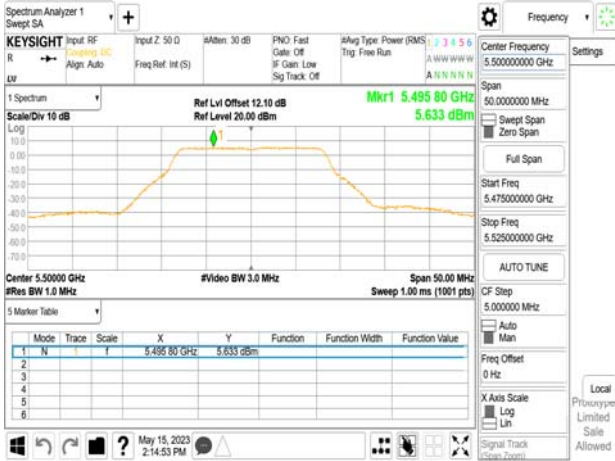 Spectrum Analyzer 1
Swept SA
+
Frequency
KEYSIGHT
R
Input: RF
Coupling: DC
Align: Auto
Input Z: 50 Ω
Freq Ref: Int (S)
#Atten: 30 dB
PNO: Fast
Gate: Off
IF Gain: Low
Sig Track: Off
#Avg Type: Power (RMS
Trig: Free Run
1 2 3 4 5 6
A W W W W W
A N N N N N
1 Spectrum
Scale/Div 10 dB
Log
Ref Lvl Offset 12.10 dB
Ref Level 20.00 dBm
Mkr1 5.495 80 GHz
5.633 dBm
1
10.0
0.00
-10.0
-20.0
-30.0
-40.0
-50.0
-60.0
-70.0
Center 5.50000 GHz
#Res BW 1.0 MHz
#Video BW 3.0 MHz
Span 50.00 MHz
Sweep 1.00 ms (1001 pts)
5 Marker Table
Mode Trace Scale X Y Function Function Width Function Value
1 N 1 f 5.495 80 GHz 5.633 dBm
2
3
4
5
6
May 15, 2023
2:14:53 PM
Center Frequency
5.500000000 GHz
Settings
Span
50.0000000 MHz
Swept Span
Zero Span
Full Span
Start Freq
5.475000000 GHz
Stop Freq
5.525000000 GHz
AUTO TUNE
CF Step
5.000000 MHz
Auto
Man
Freq Offset
0 Hz
X Axis Scale
Log
Lin
Signal Track
(Span Zoom)
Local
Prototype
Limited
Sale
Allowed